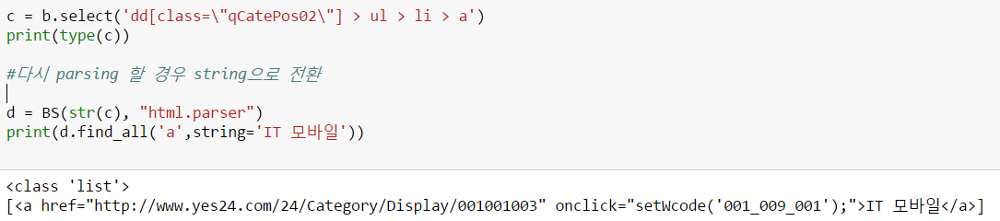 c = b.select('dd[class=\"qCatePos02\"] > ul > li > a')
print(type(c))
#다시 parsing 할 경우 string으로 전환
d = BS(str(c), "html.parser")
print(d.find_all('a',string='IT 모바일'))
<class 'list'>
[<a href="http://www.yes24.com/24/Category/Display/001001003" onclick="setWcode('001_009_001');">IT 모바일</a>]